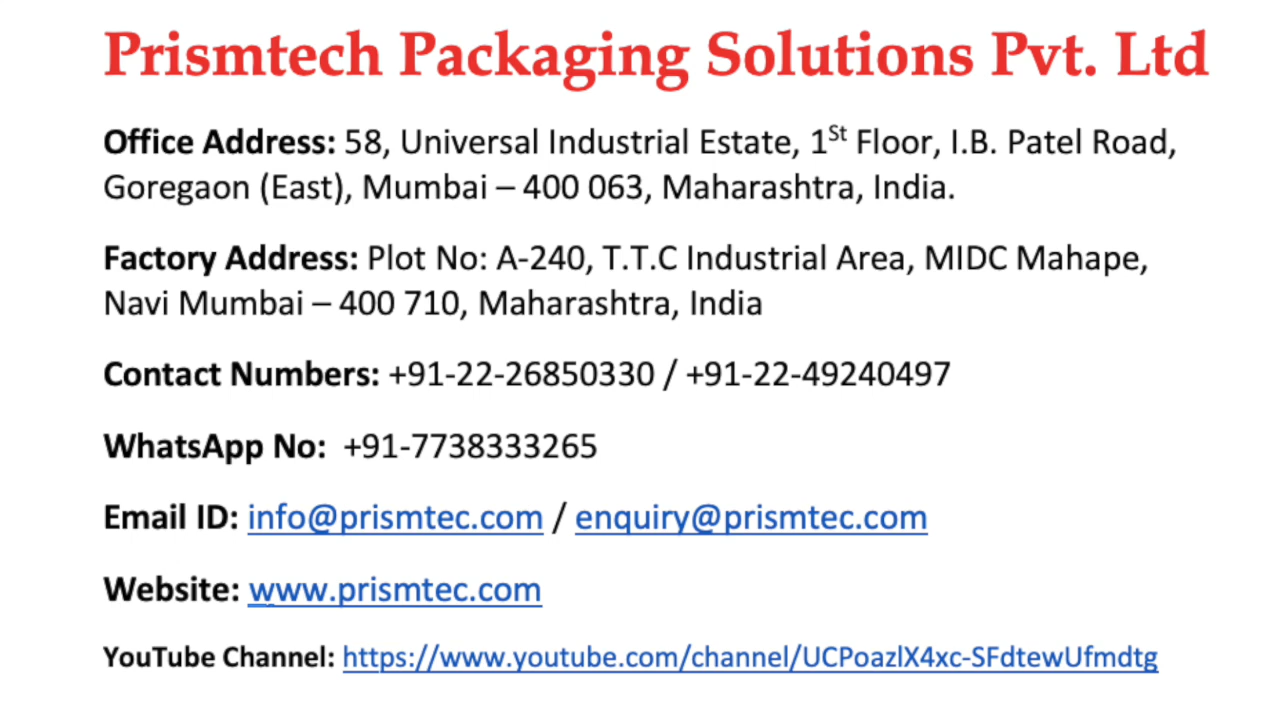 Prismtech Packaging Solutions Pvt. Ltd
Office Address: 58, Universal Industrial Estate, 1St Floor, I.B. Patel Road,
Goregaon (East), Mumbai – 400 063, Maharashtra, India.
Factory Address: Plot No: A-240, T.T.C Industrial Area, MIDC Mahape,
Navi Mumbai – 400 710, Maharashtra, India
Contact Numbers: +91-22-26850330 / +91-22-49240497
WhatsApp No: +91-7738333265
Email ID: info@prismtec.com / enquiry@prismtec.com
Website: www.prismtec.com
YouTube Channel: https://www.youtube.com/channel/UCPoazlX4xc-SFdtewUfmdtg